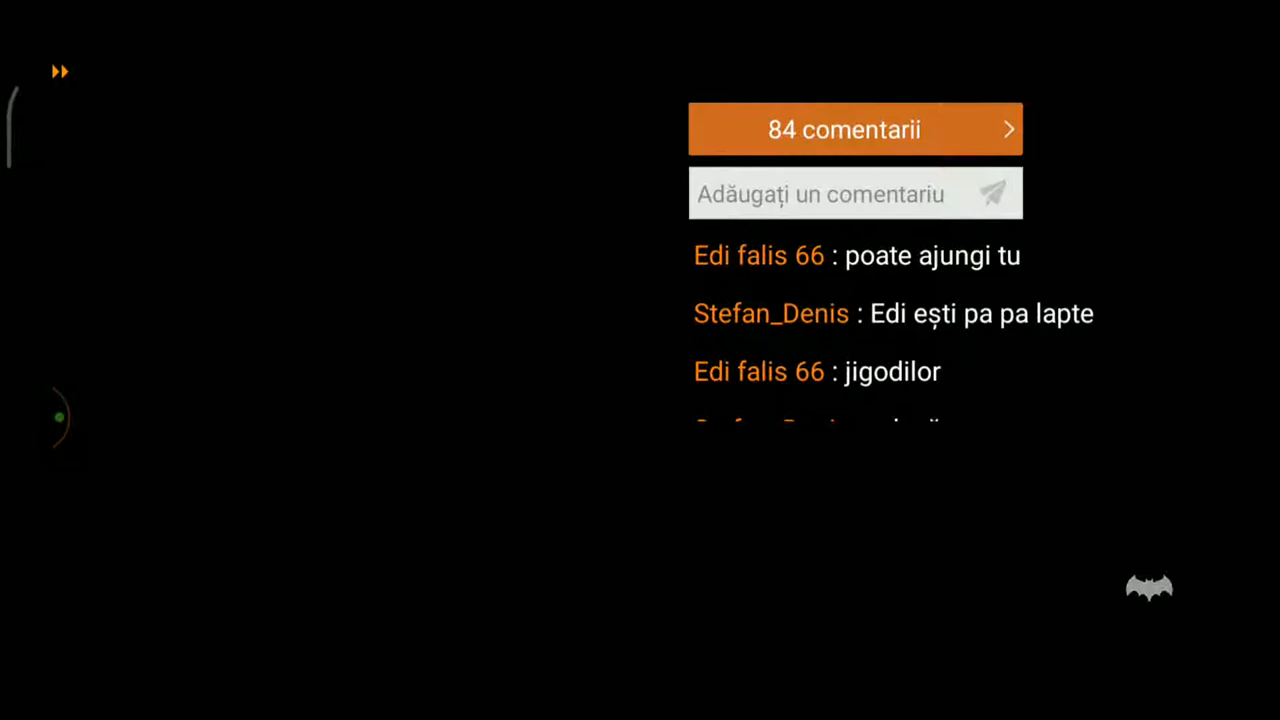 84 comentarii
Adăugați un comentariu
Edi falis 66 : poate ajungi tu
Stefan_Denis : Edi ești pa pa lapte
Edi falis 66 : jigodilor